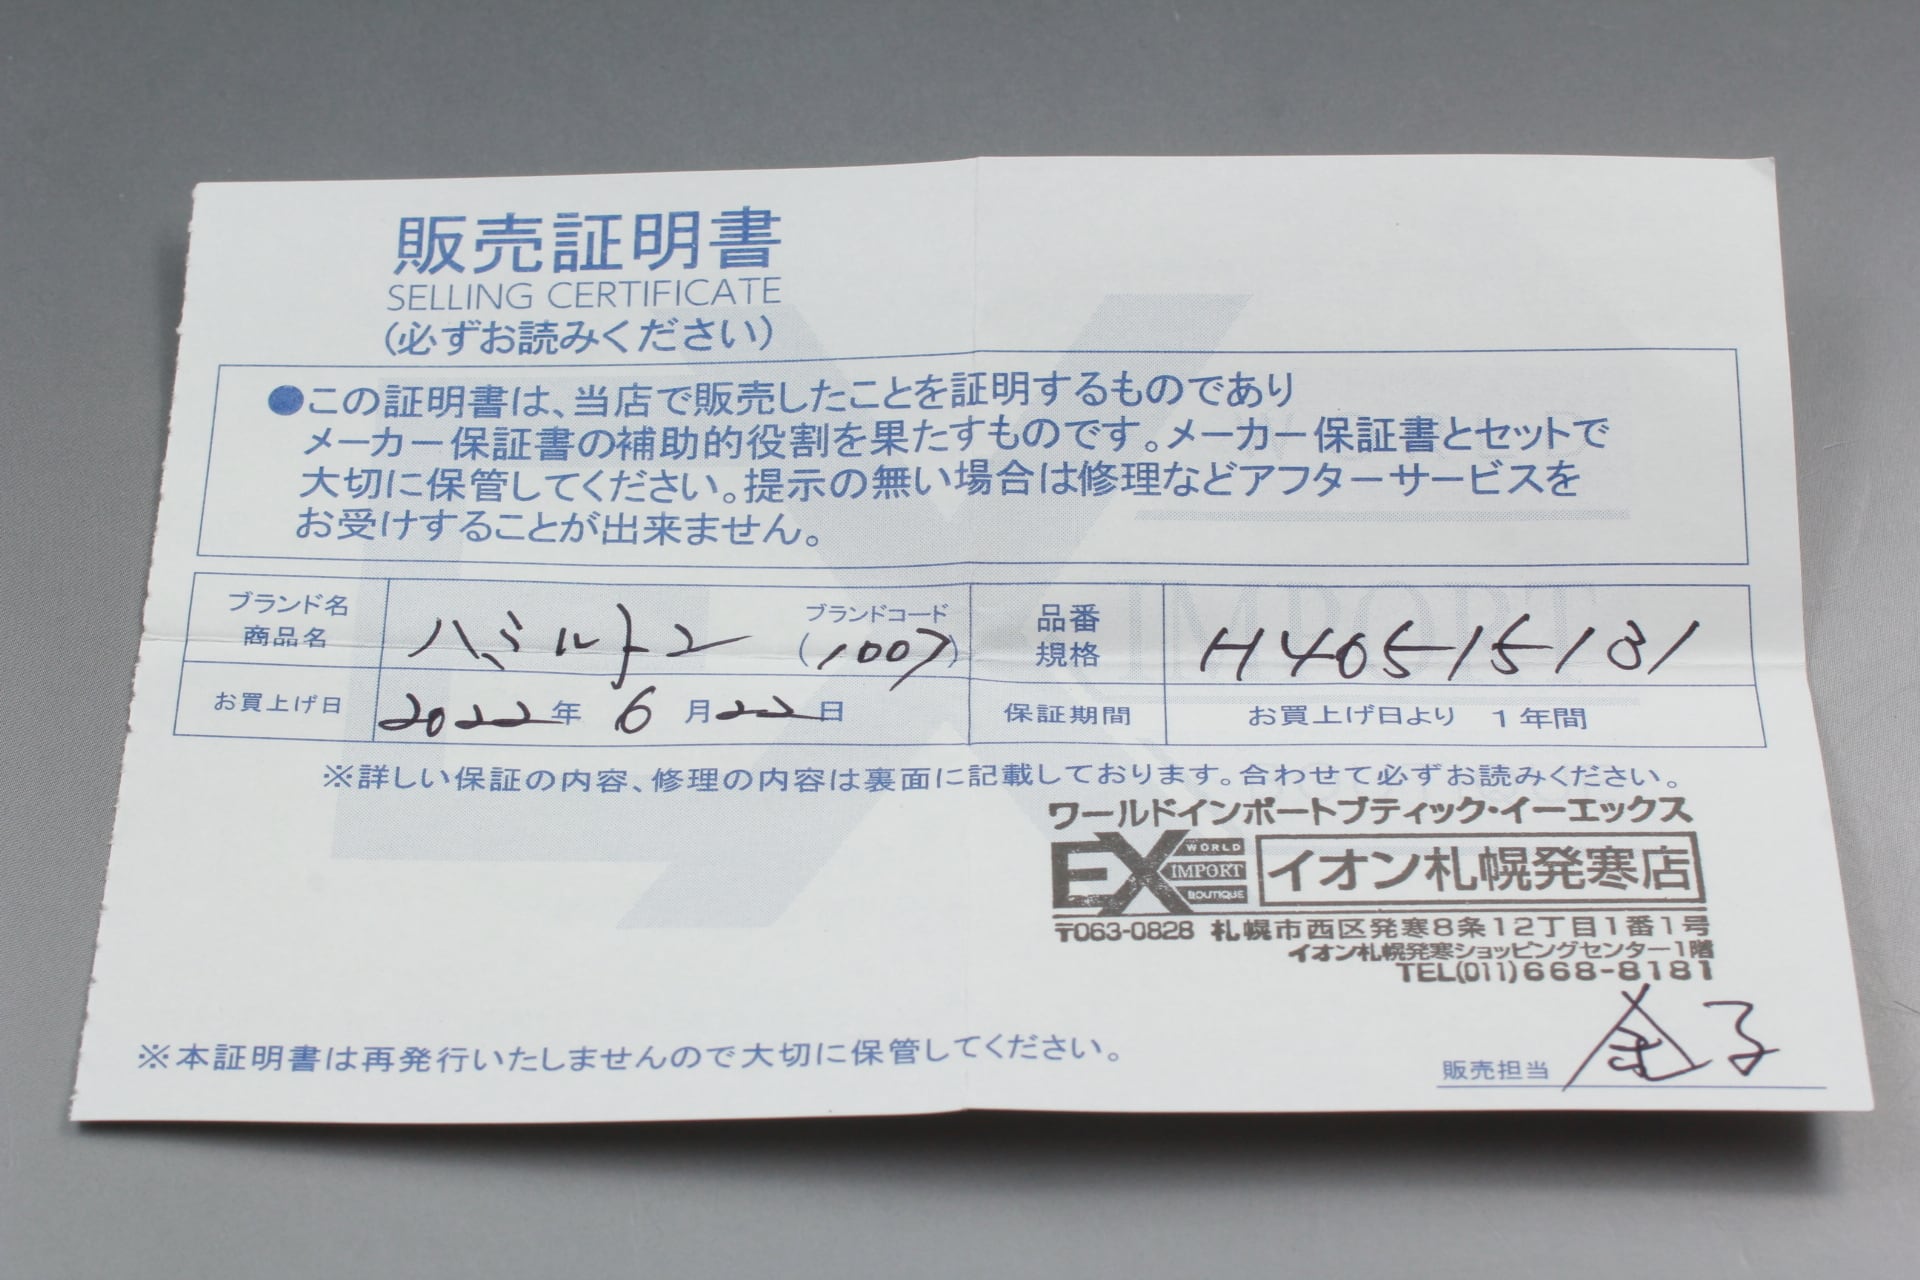 販売証明書
SELLING CERTIFICATE
(必ずお読みください)
●この証明書は、当店で販売したことを証明するものであり
メーカー保証書の補助的役割を果たすものです。メーカー保証書とセットで
大切に保管してください。提示の無い場合は修理などアフターサービスを
お受けすることが出来ません。
ブランド名
商品名
ハミルトン
ブランドコード
(1007)
品番
規格
H40515131
お買上げ日
2022年 6月22日
保証期間
お買上げ日より 1年間
※詳しい保証の内容、修理の内容は裏面に記載しております。合わせて必ずお読みください。
ワールドインポートブティック・イーエックス
EX WORLD IMPORT BOUTIQUE
イオン札幌発寒店
〒063-0828 札幌市西区発寒8条12丁目1番1号
イオン札幌発寒ショッピングセンター1階
TEL(011)668-8181
※本証明書は再発行いたしませんので大切に保管してください。
販売担当 金子